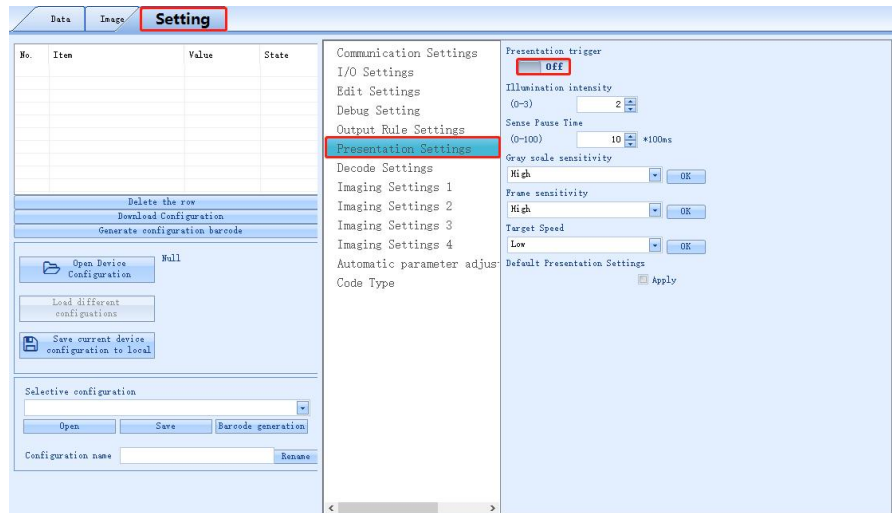 Data Image Setting
No. Item Value State
Delete the row
Download Configuration
Generate configuration barcode
Open Device
Configuration
Null
Load different
configuations
Save current device
configuration to local
Selective configuration
Open Save Barcode generation
Configuration name Rename
Communication Settings
I/O Settings
Edit Settings
Debug Setting
Output Rule Settings
Presentation Settings
Decode Settings
Imaging Settings 1
Imaging Settings 2
Imaging Settings 3
Imaging Settings 4
Automatic parameter adjus
Code Type
Presentation trigger
Off
Illumination intensity
(0-3) 2
Sense Pause Time
(0-100) 10 *100ms
Gray scale sensitivity
High OK
Frame sensitivity
High OK
Target Speed
Low OK
Default Presentation Settings
Apply